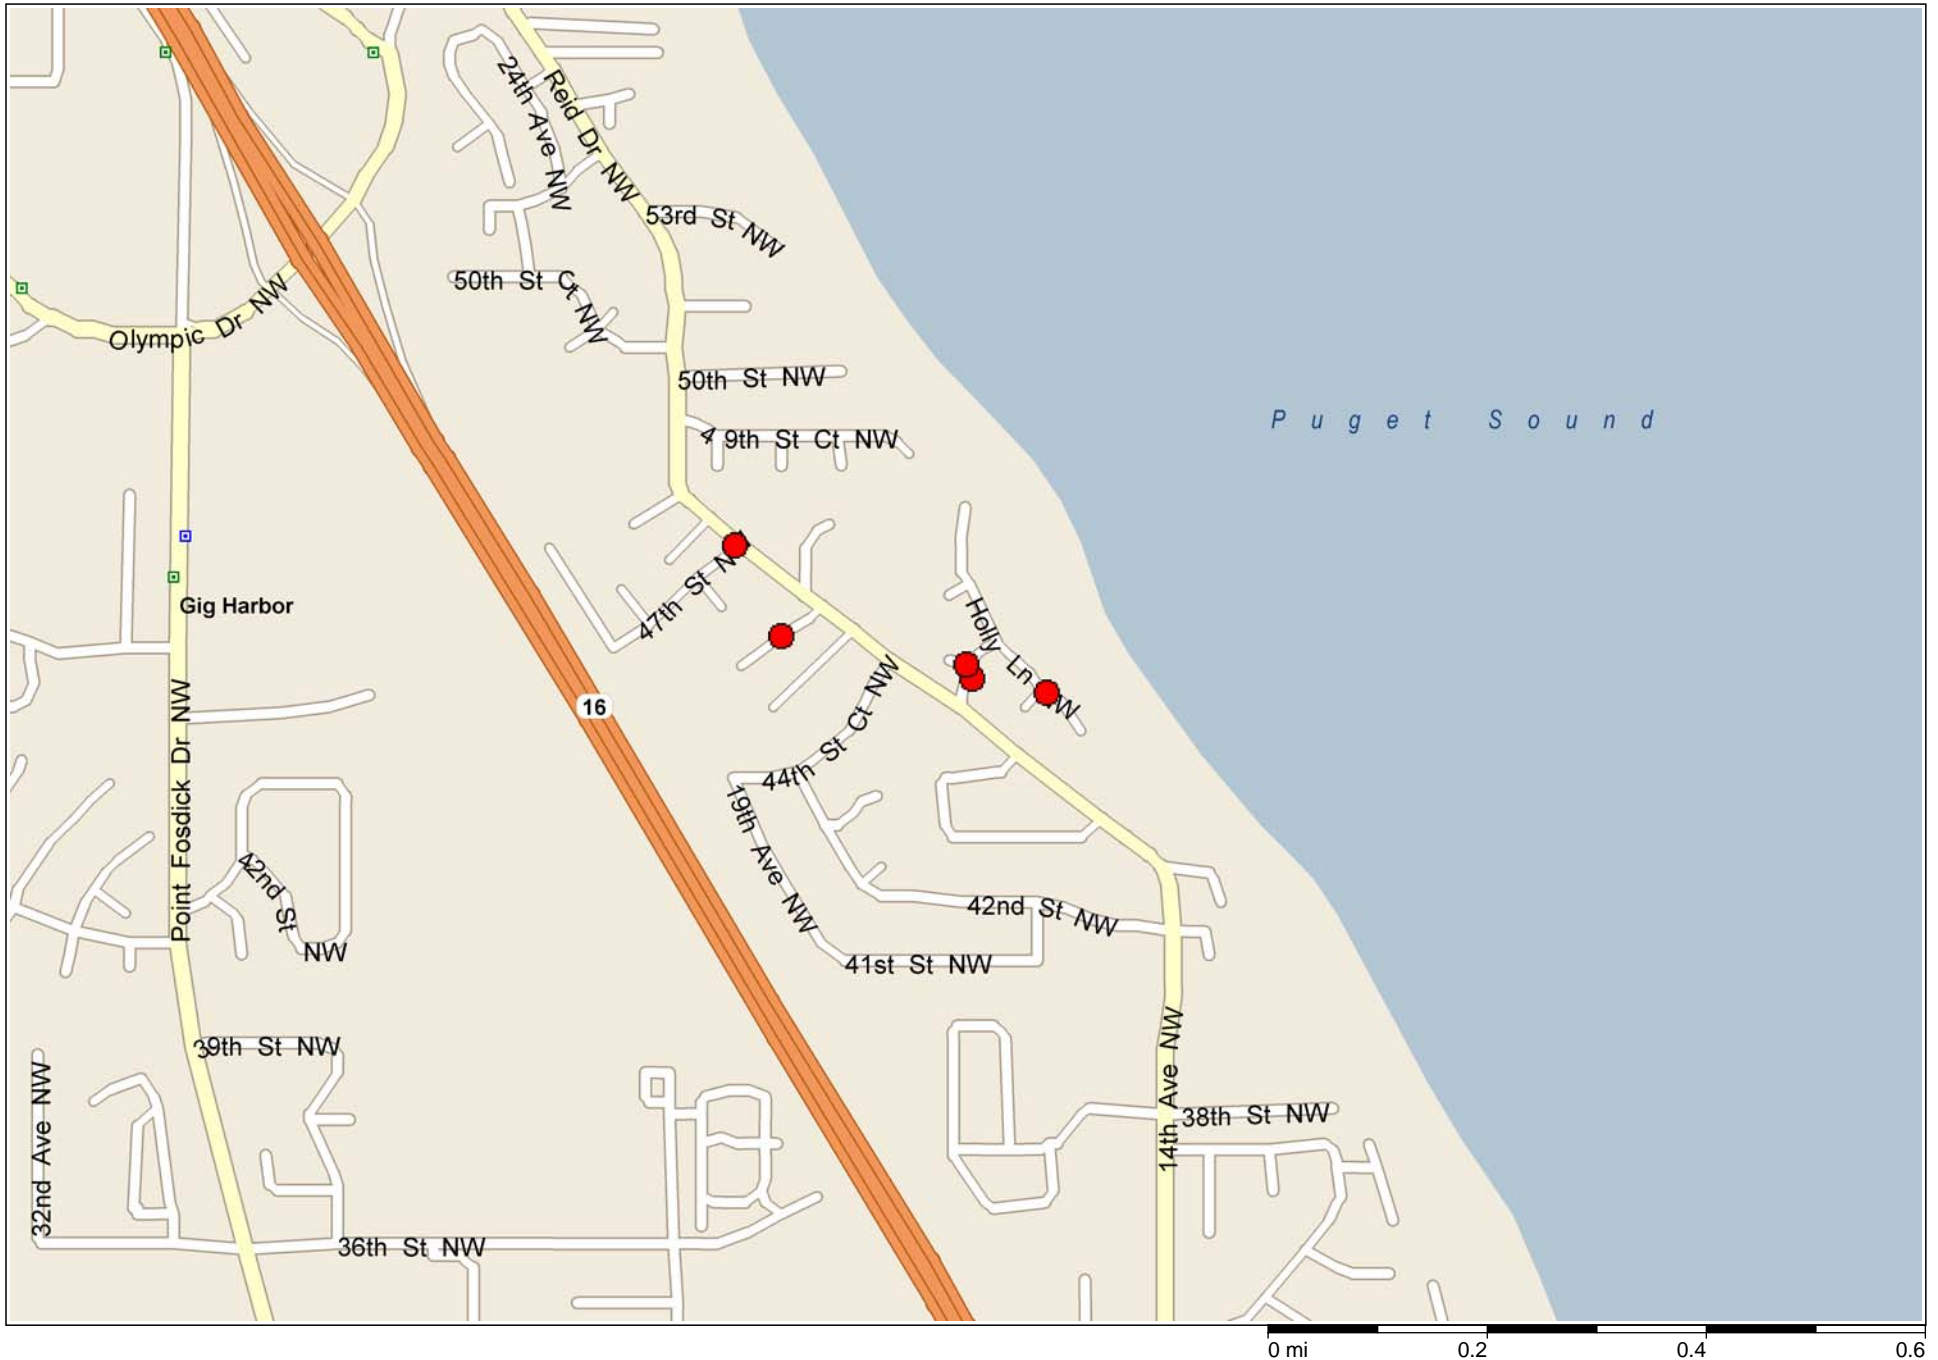 24th Ave NW
Reid Dr NW
53rd St NW
50th St Ct NW
Olympic Dr NW
50th St NW
49th St Ct NW
Puget Sound
47th St N
Gig Harbor
Holly Ln NW
16
44th St Ct NW
Point Fosdick Dr NW
19th Ave NW
42nd St NW
42nd St NW
41st St NW
39th St NW
14th Ave NW
32nd Ave NW
38th St NW
36th St NW
0 mi 0.2 0.4 0.6